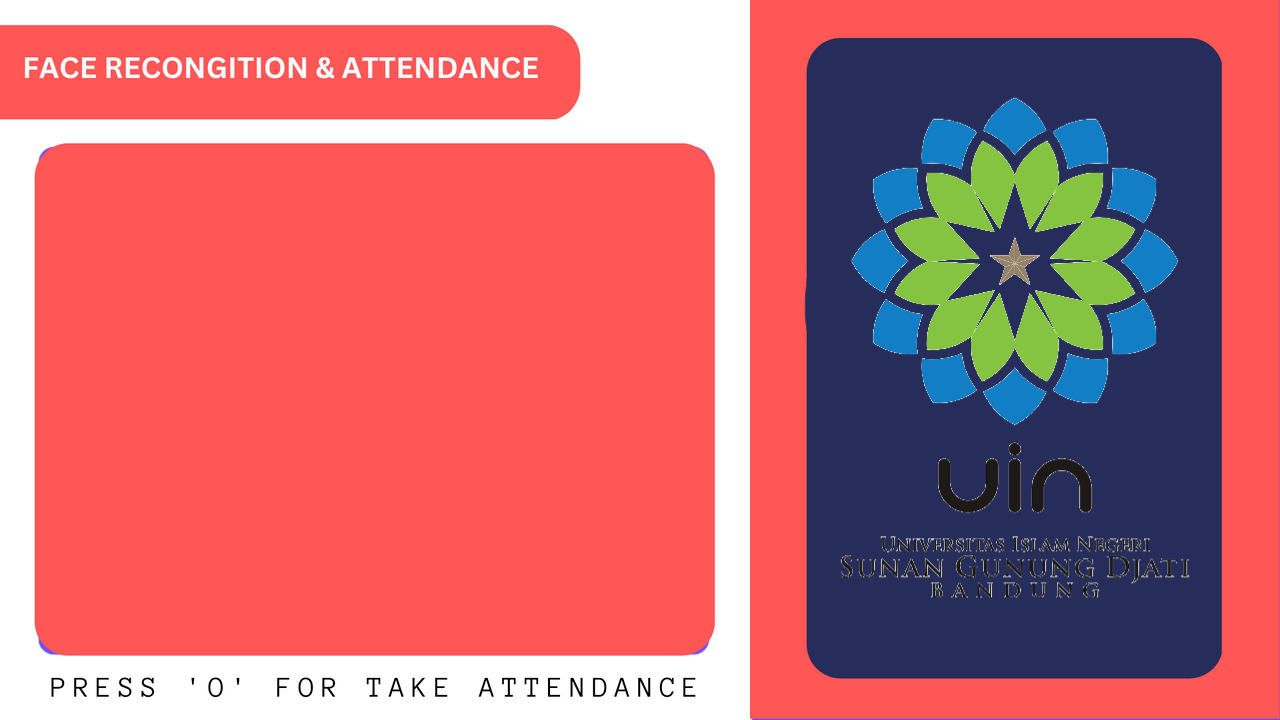 FACE RECONGITION & ATTENDANCE
PRESS 'O' FOR TAKE ATTENDANCE
uin
UNIVERSITAS ISLAM NEGERI
SUNAN GUNUNG DJATI
BANDUNG